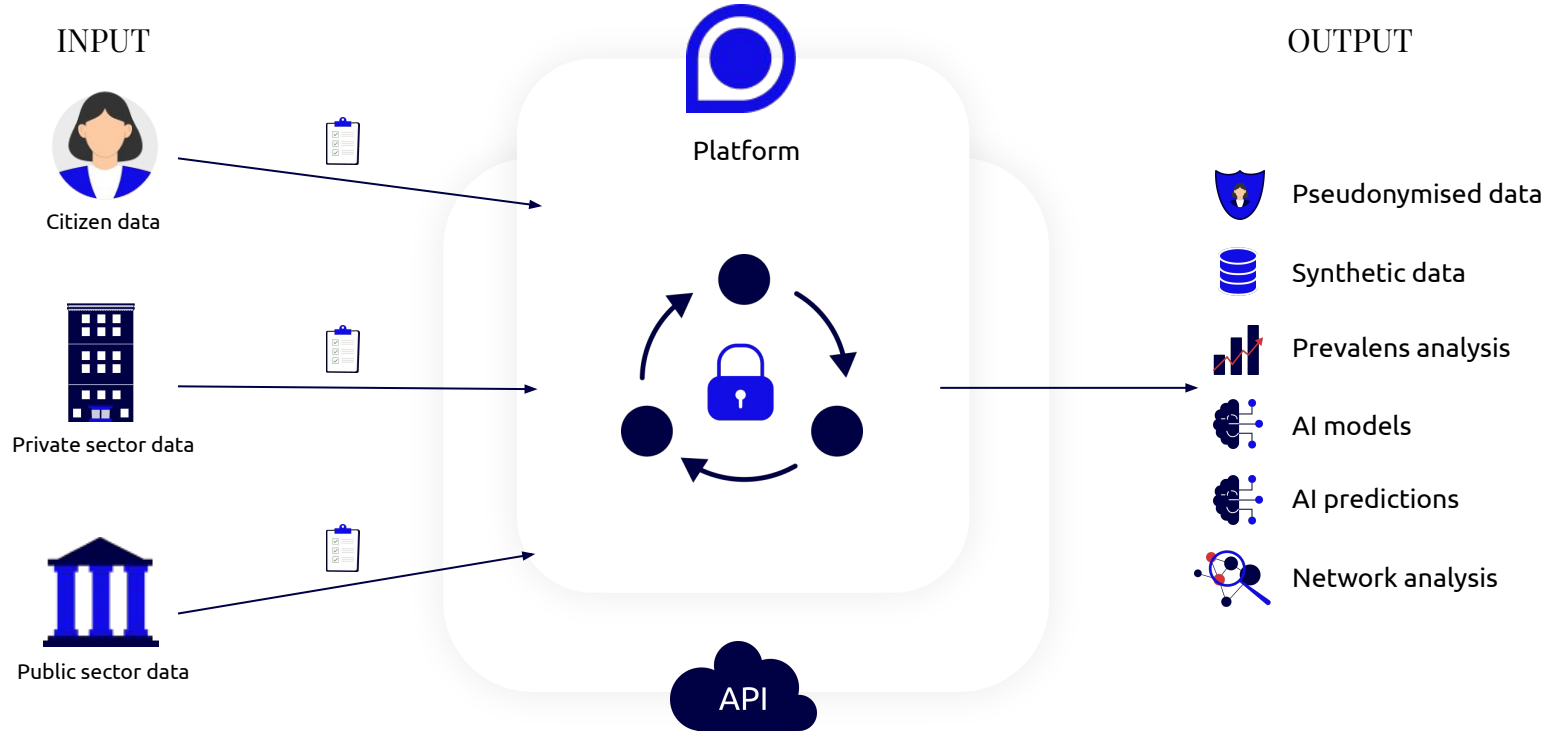 INPUT
Citizen data
Private sector data
Public sector data
Platform
API
OUTPUT
Pseudonymised data
Synthetic data
Prevalens analysis
AI models
AI predictions
Network analysis